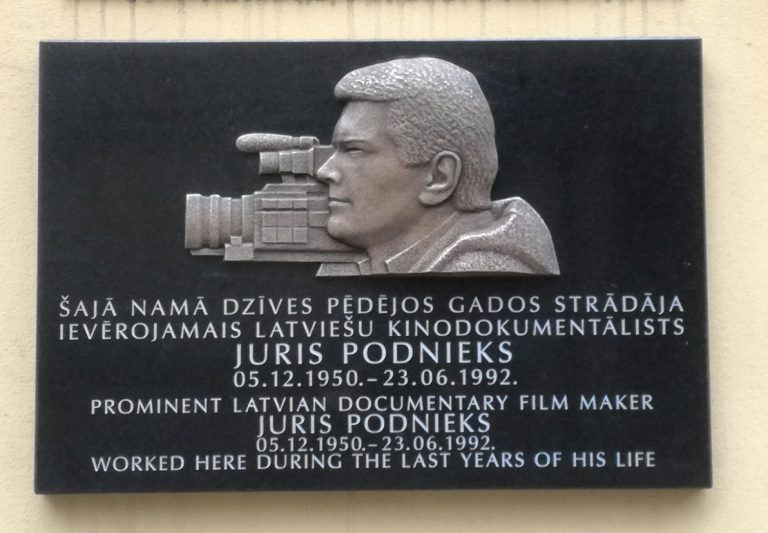 ŠAJĀ NAMĀ DZĪVES PĒDĒJOS GADOS STRĀDĀJA
IEVĒROJAMAIS LATVIEŠU KINODOKUMENTĀLISTS
JURIS PODNIEKS
05.12.1950.–23.06.1992.
PROMINENT LATVIAN DOCUMENTARY FILM MAKER
JURIS PODNIEKS
05.12.1950.–23.06.1992.
WORKED HERE DURING THE LAST YEARS OF HIS LIFE